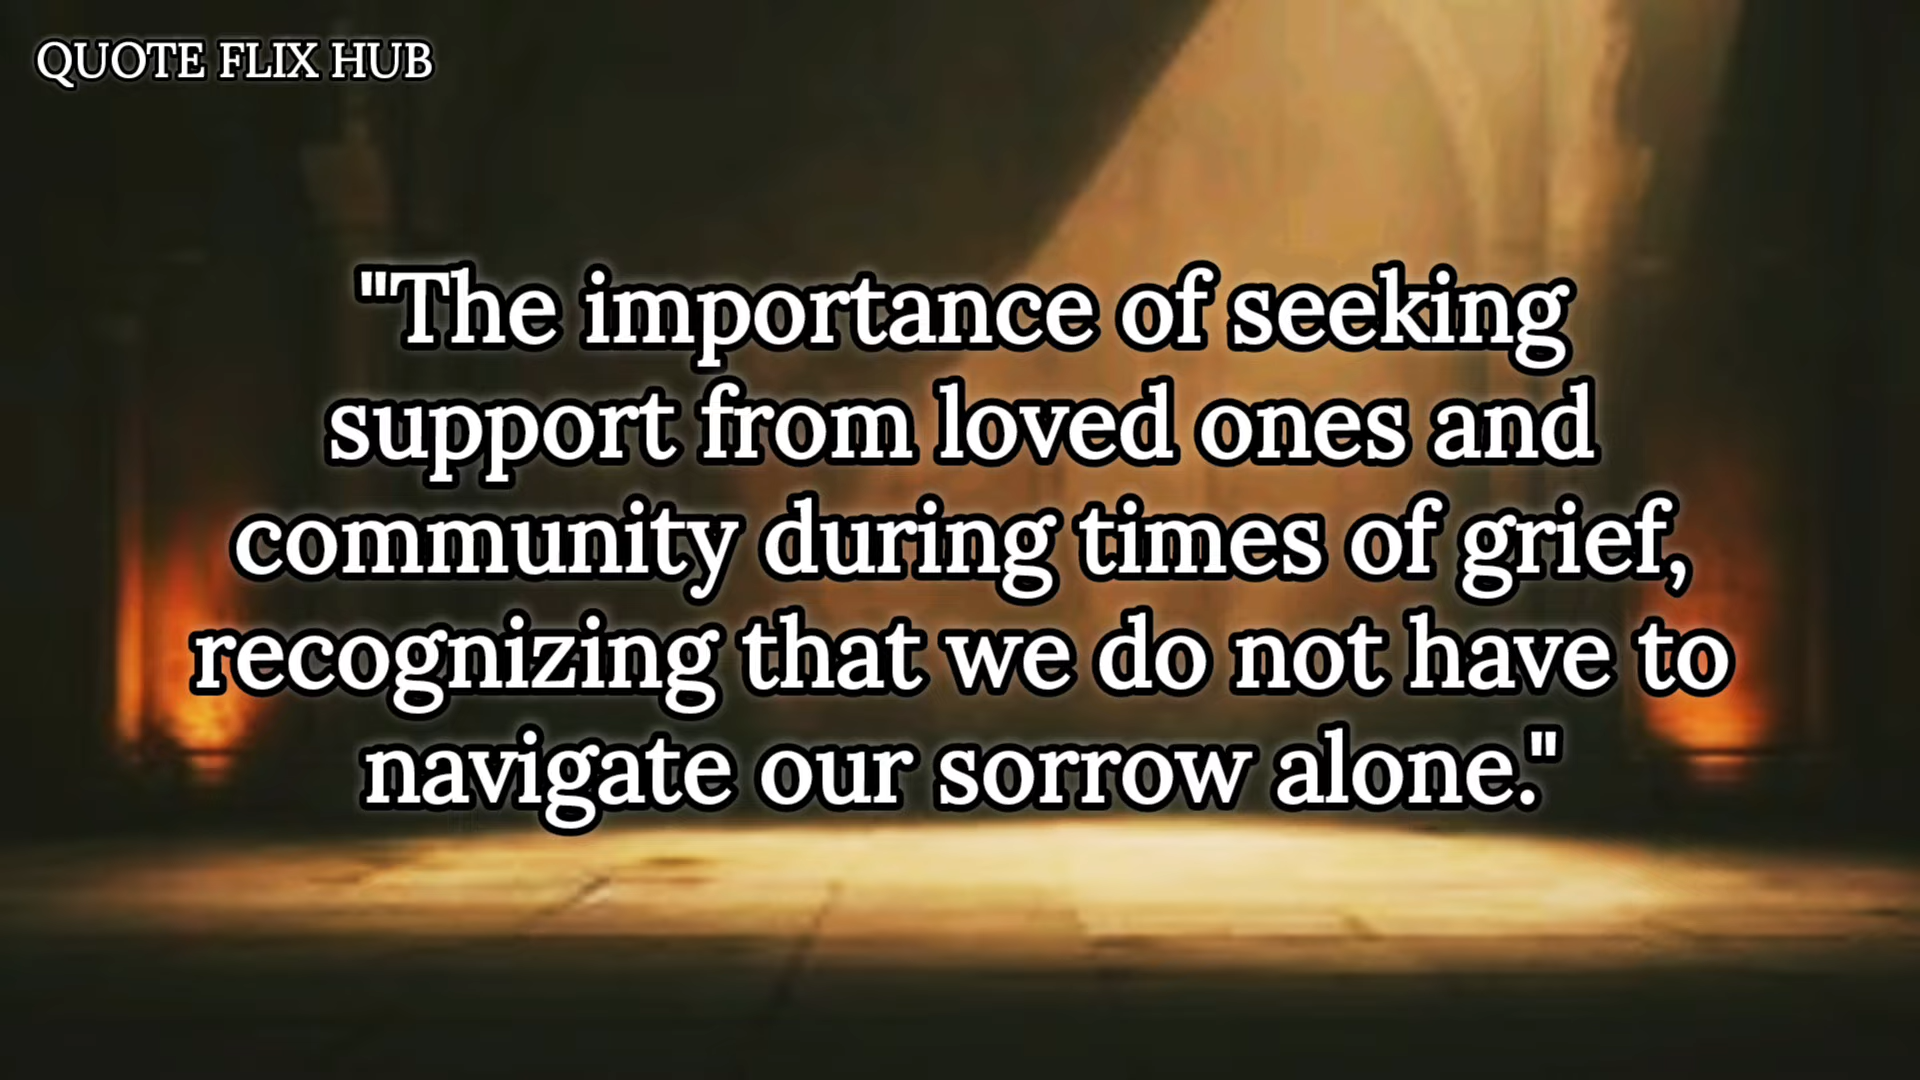 QUOTE FLIX HUB
"The importance of seeking
support from loved ones and
community during times of grief,
recognizing that we do not have to
navigate our sorrow alone."